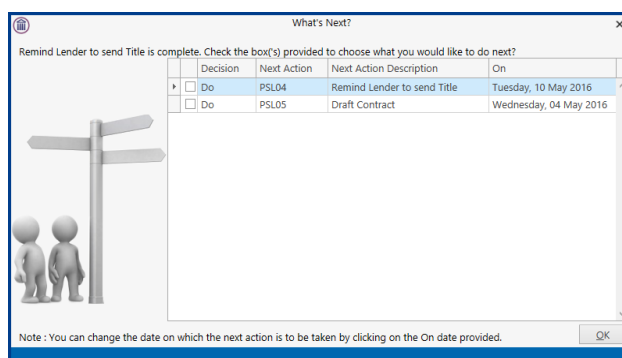 What's Next?
Remind Lender to send Title is complete. Check the box('s) provided to choose what you would like to do next?
Decision Next Action Next Action Description On
Do PSL04 Remind Lender to send Title Tuesday, 10 May 2016
Do PSL05 Draft Contract Wednesday, 04 May 2016
Note : You can change the date on which the next action is to be taken by clicking on the On date provided.
OK